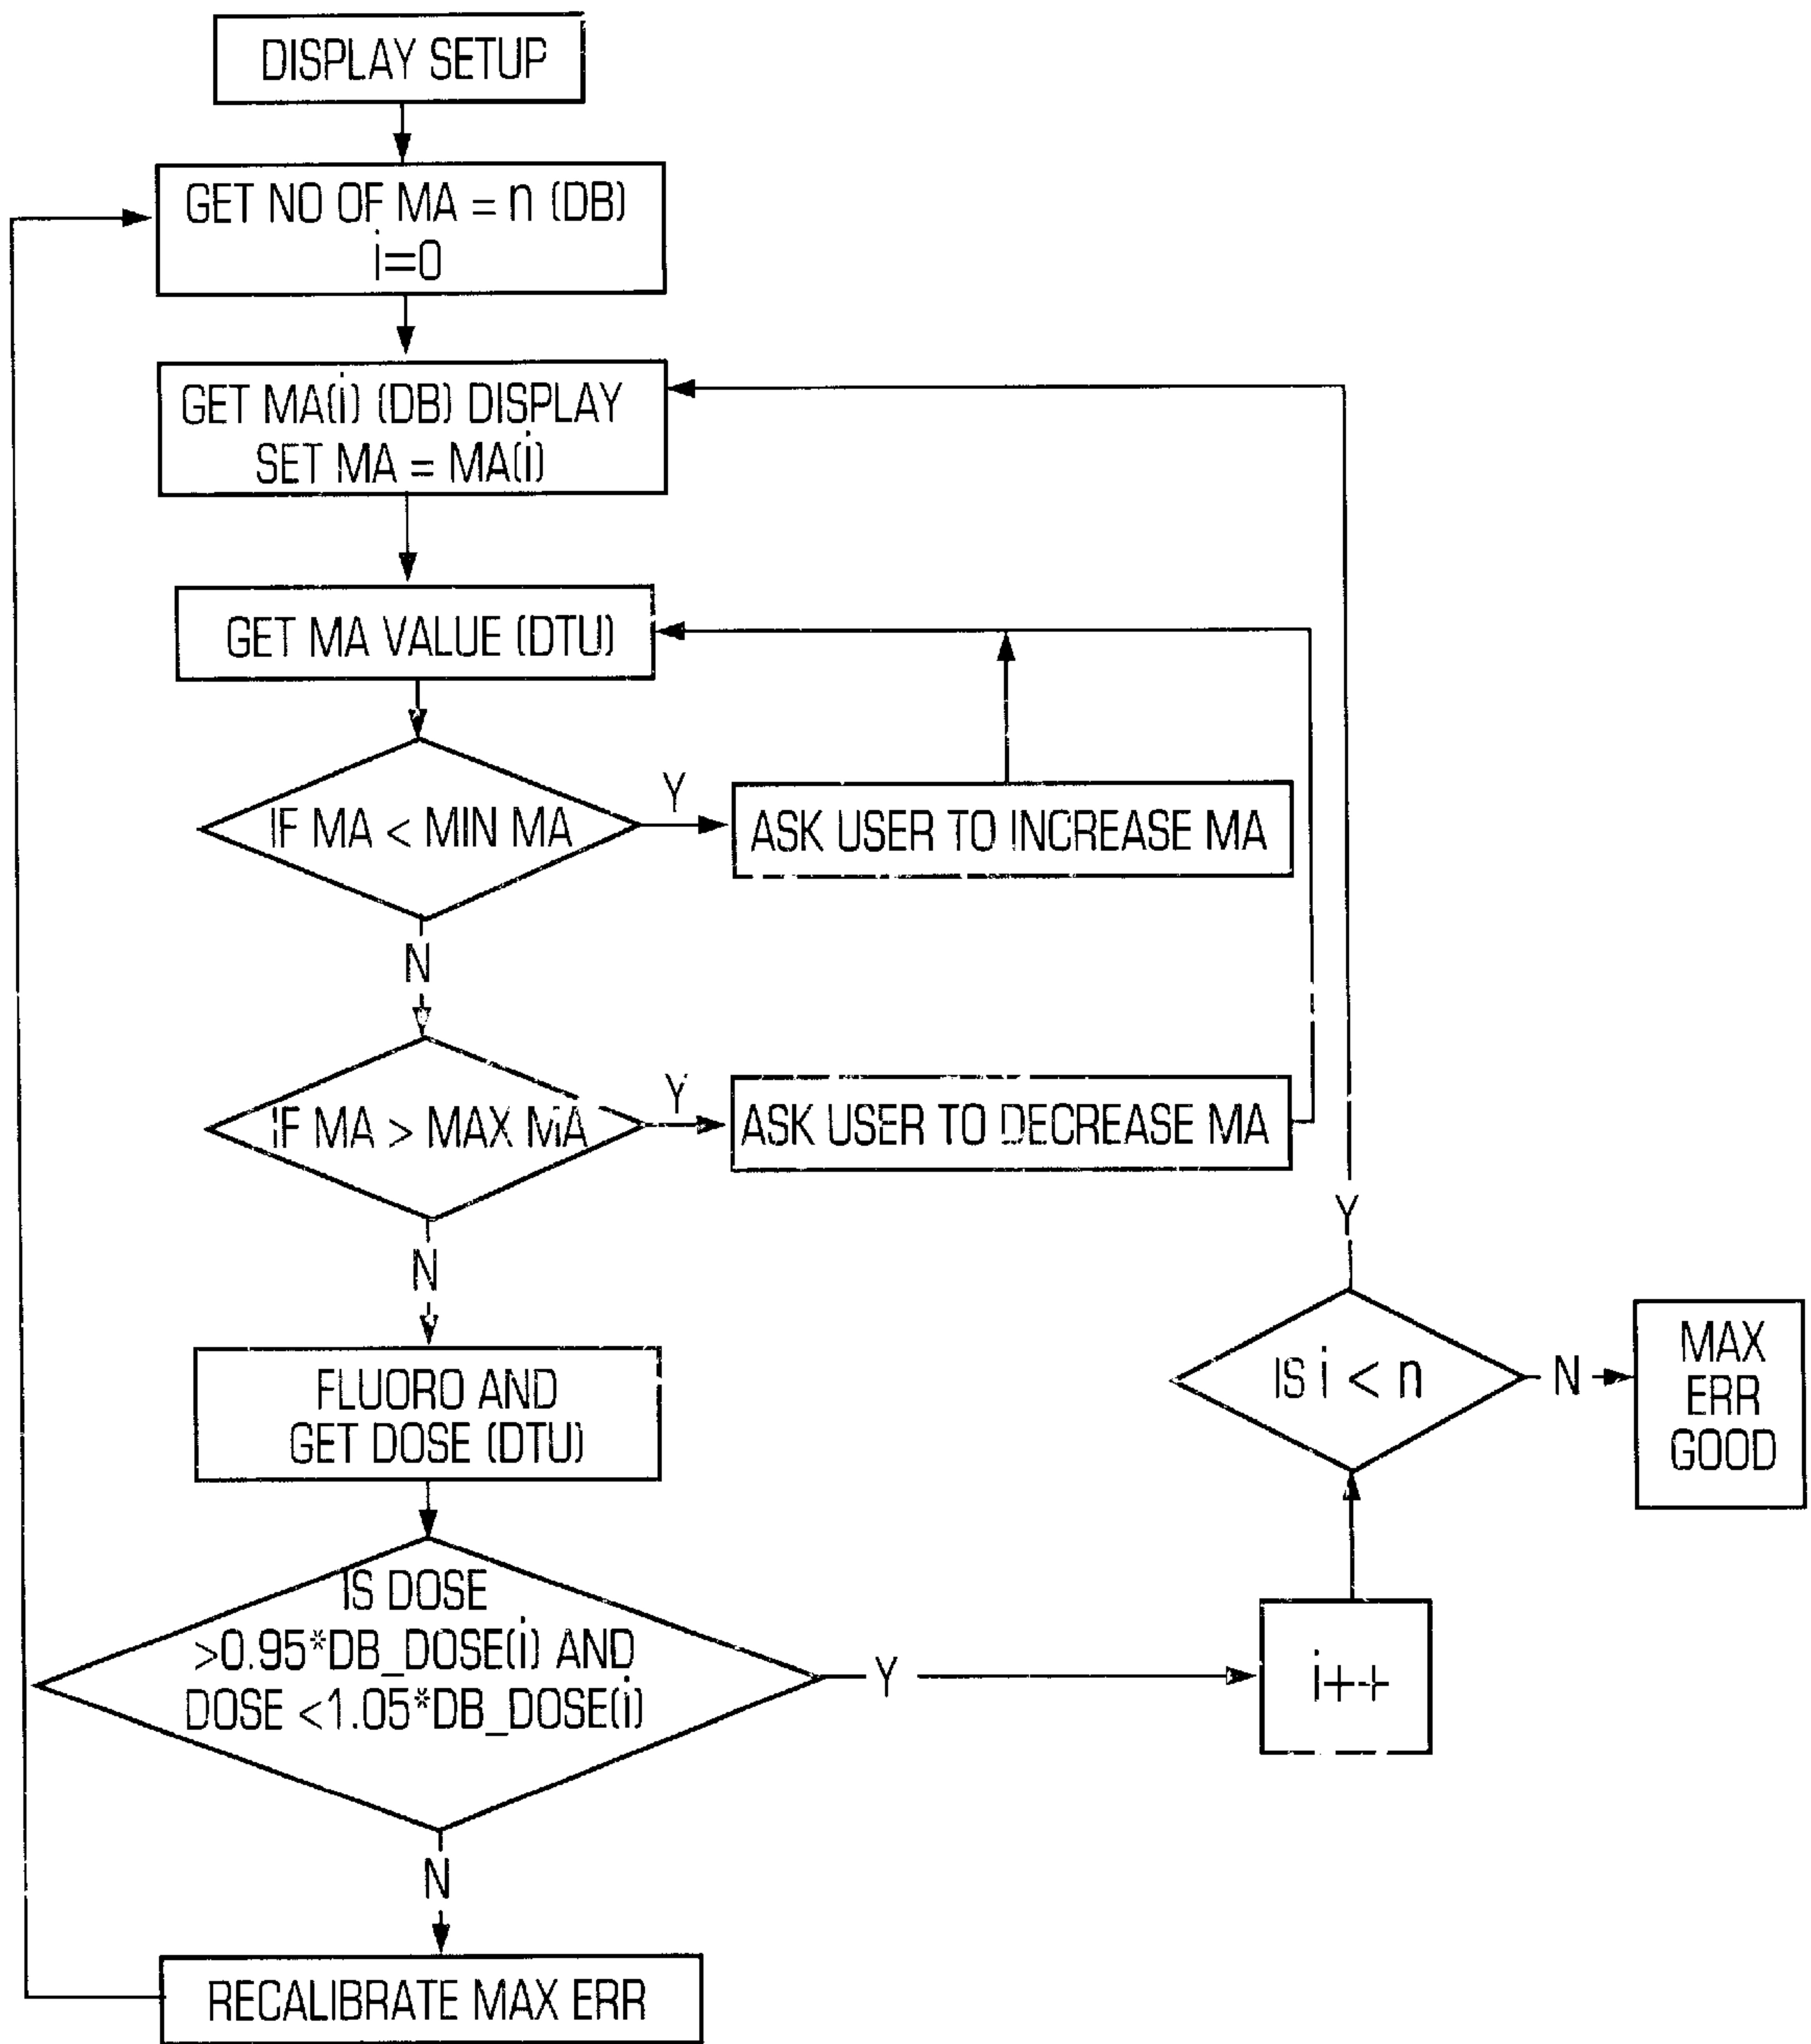 DISPLAY SETUP
GET NO OF MA = n (DB)
i=0
GET MA(i) (DB) DISPLAY
SET MA = MA(i)
GET MA VALUE (DTU)
IF MA < MIN MA
Y
ASK USER TO INCREASE MA
N
IF MA > MAX MA
Y
ASK USER TO DECREASE MA
N
FLUORO AND
GET DOSE (DTU)
IS DOSE
>0.95*DB_DOSE(i) AND
DOSE <1.05*DB_DOSE(i)
Y
i++
IS i < n
Y
N
MAX
ERR
GOOD
N
RECALIBRATE MAX ERR